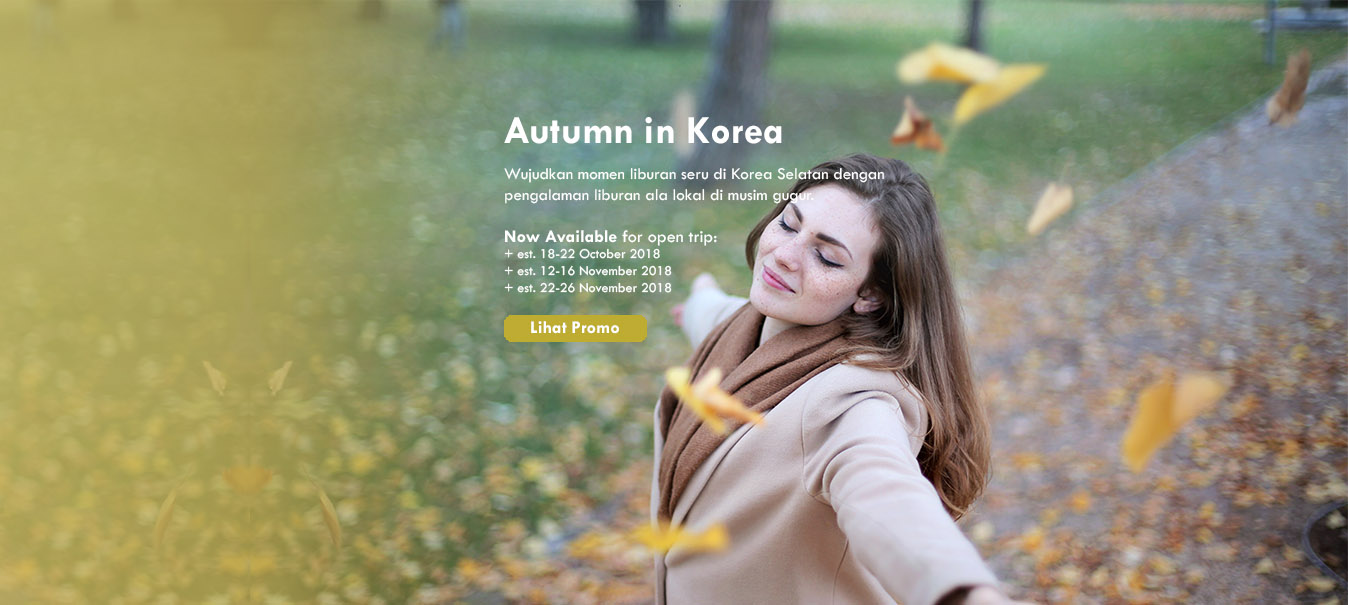 Autumn in Korea
Wujudkan momen liburan seru di Korea Selatan dengan
pengalaman liburan ala lokal di musim gugur.
Now Available for open trip:
+ est. 18-22 October 2018
+ est. 12-16 November 2018
+ est. 22-26 November 2018
Lihat Promo